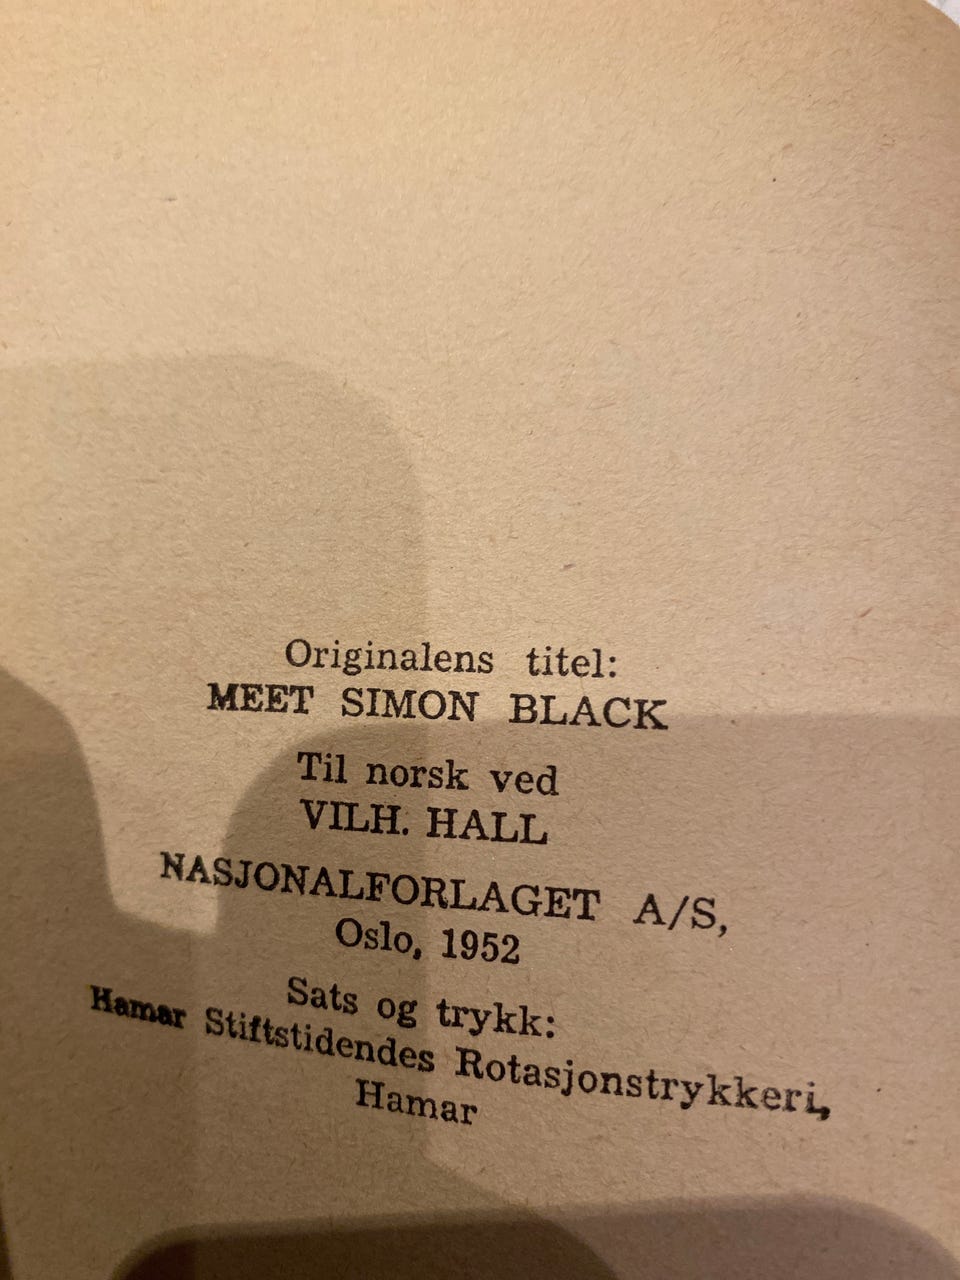 Originalens titel:
MEET SIMON BLACK
Til norsk ved
VILH. HALL
NASJONALFORLAGET A/S,
Oslo, 1952
Sats og trykk:
Hamar Stiftstidendes Rotasjonstrykkeri,
Hamar